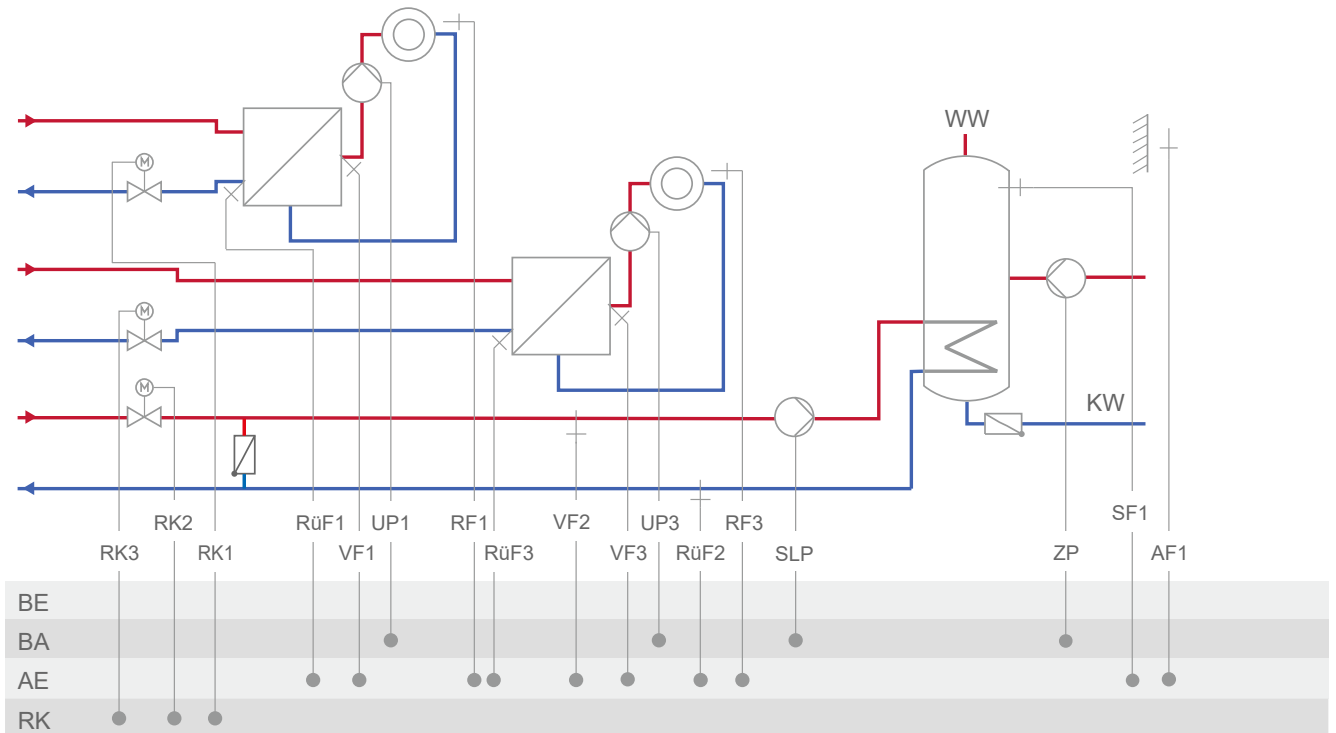 WW
M
M
M
KW
RK2 RüF1 UP1 RF1 VF2 UP3 RF3 SF1
RK3 RK1 VF1 RüF3 VF3 RüF2 SLP ZP AF1
BE
BA
AE
RK